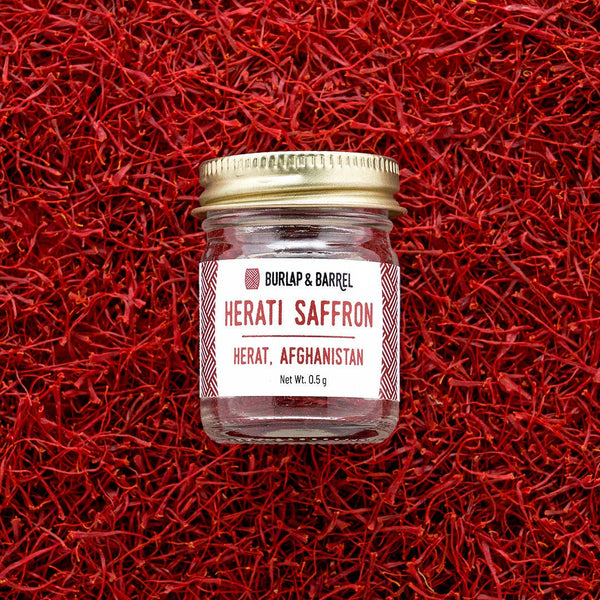 BURLAP & BARREL
HERATI SAFFRON
HERAT, AFGHANISTAN
Net Wt. 0.5 g